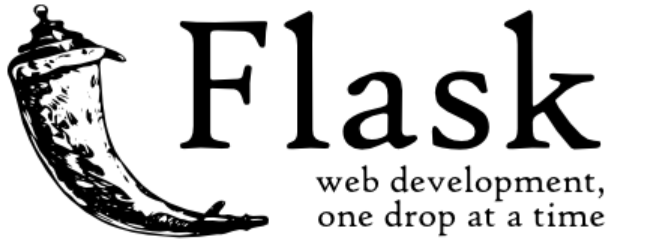 Flask
web development,
one drop at a time